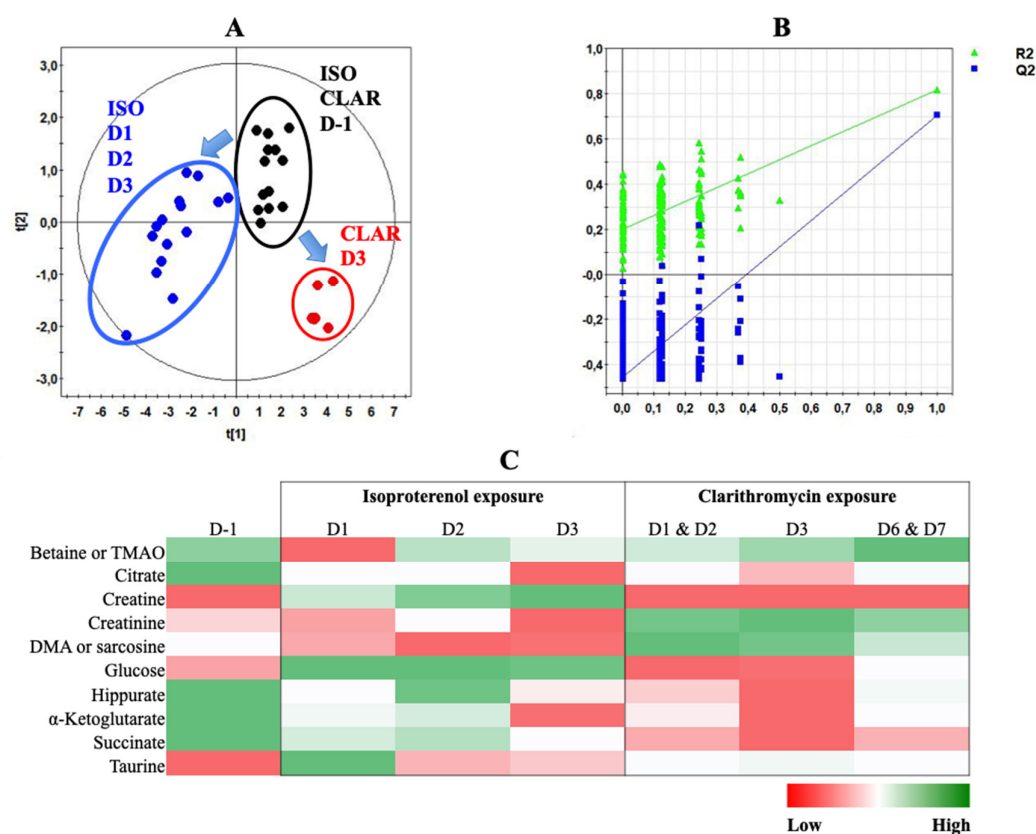 A
B
3,0
2,0
1,0
0,0
-1,0
-2,0
-3,0
t[2]
-7 -6 -5 -4 -3 -2 -1 0 1 2 3 4 5 6 7
t[1]
ISO
D1
D2
D3
ISO
CLAR
D-1
CLAR
D3
1,0
0,8
0,6
0,4
0,2
-0,0
-0,2
-0,4
0,0 0,1 0,2 0,3 0,4 0,5 0,6 0,7 0,8 0,9 1,0
R2
Q2
C
Isoproterenol exposure Clarithromycin exposure
D-1 D1 D2 D3 D1 & D2 D3 D6 & D7
Betaine or TMAO
Citrate
Creatine
Creatinine
DMA or sarcosine
Glucose
Hippurate
α-Ketoglutarate
Succinate
Taurine
Low High